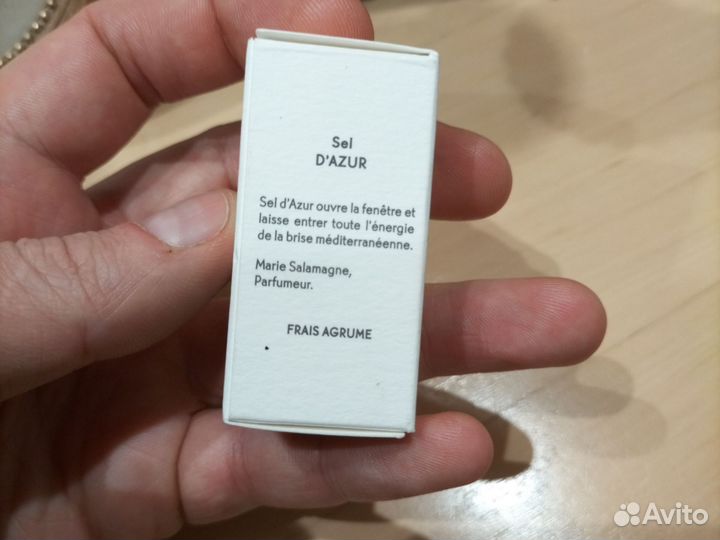 Sel
D'AZUR
Sel d'Azur ouvre la fenêtre et
laisse entrer toute l'énergie
de la brise méditerranéenne.
Marie Salamagne,
Parfumeur.
FRAIS AGRUME
Avito